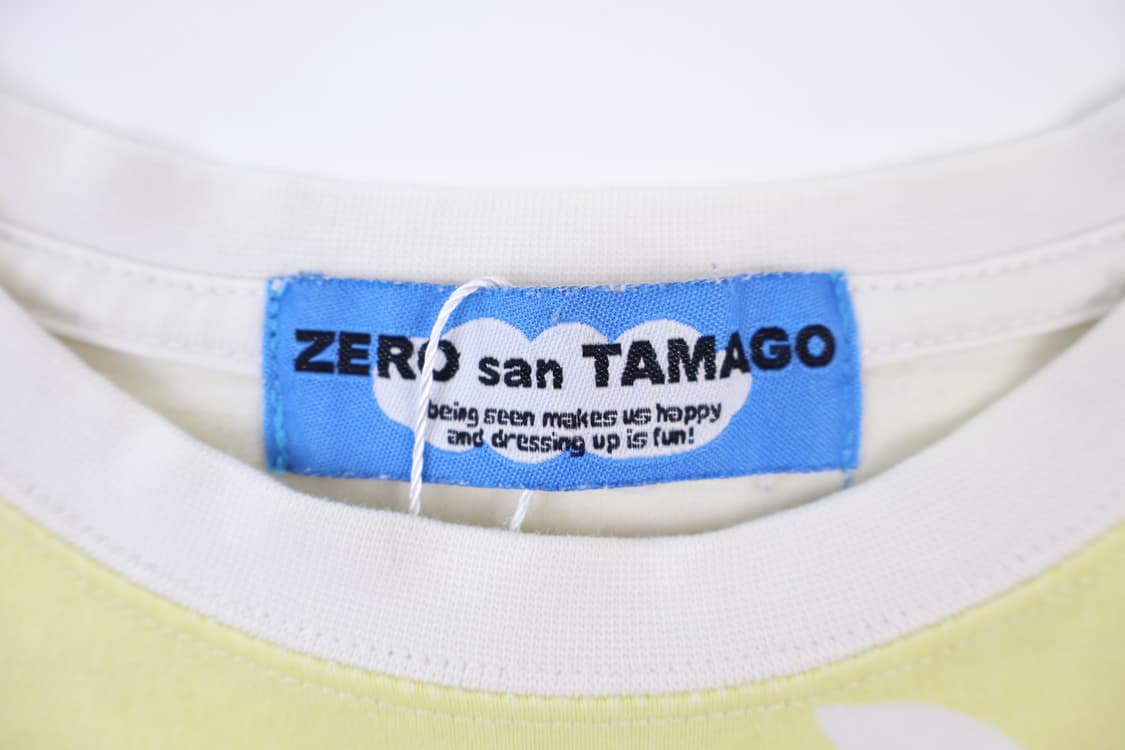 ZERO san TAMAGO
being seen makes us happy
and dressing up is fun!